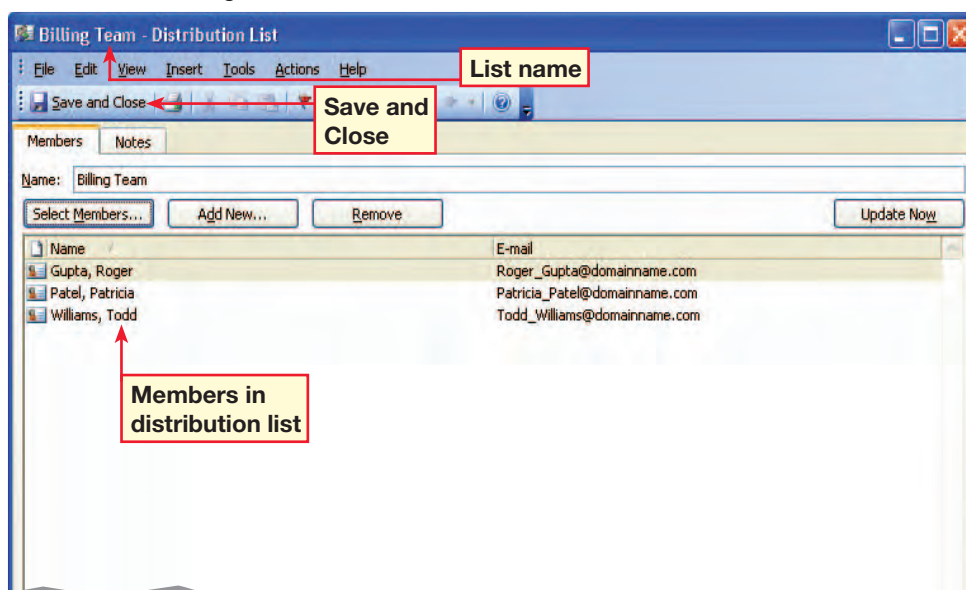 Billing Team - Distribution List
File Edit View Insert Tools Actions Help
List name
Save and Close
Save and
Close
Members Notes
Name: Billing Team
Select Members... Add New... Remove Update Now
Name E-mail
Gupta, Roger Roger_Gupta@domainname.com
Patel, Patricia Patricia_Patel@domainname.com
Williams, Todd Todd_Williams@domainname.com
Members in
distribution list